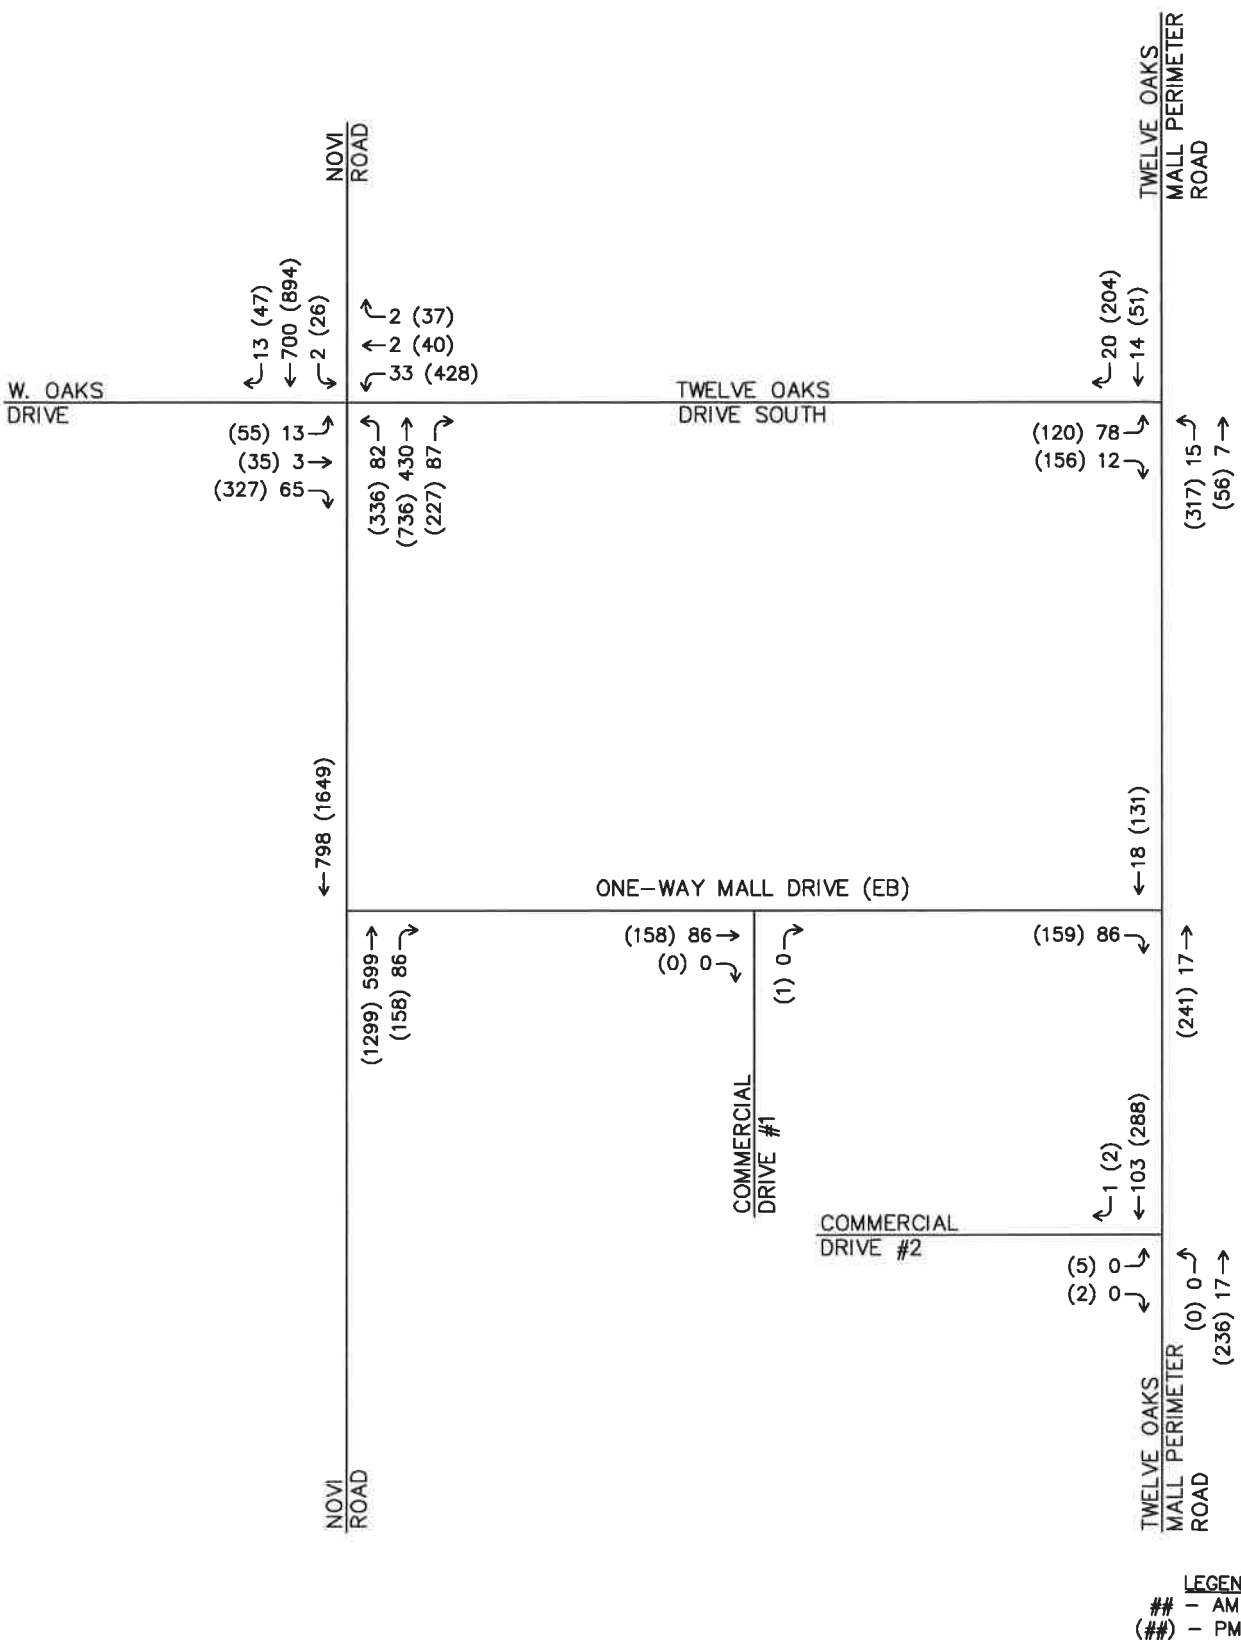 TWELVE OAKS
MALL PERIMETER
ROAD
NOVI
ROAD
13 (47)
700 (894)
2 (26)
2 (37)
2 (40)
33 (428)
20 (204)
14 (51)
W. OAKS
DRIVE
TWELVE OAKS
DRIVE SOUTH
(55) 13
(35) 3
(327) 65
(336) 82
(736) 430
(227) 87
(120) 78
(156) 12
(317) 15
(56) 7
798 (1649)
18 (131)
ONE-WAY MALL DRIVE (EB)
(1299) 599
(158) 86
(158) 86
(0) 0
(1) 0
(159) 86
(241) 17
COMMERCIAL
DRIVE #1
1 (2)
103 (288)
COMMERCIAL
DRIVE #2
(5) 0
(2) 0
(0) 0
(236) 17
NOVI
ROAD
TWELVE OAKS
MALL PERIMETER
ROAD
LEGEN
## - AM
(##) - PM